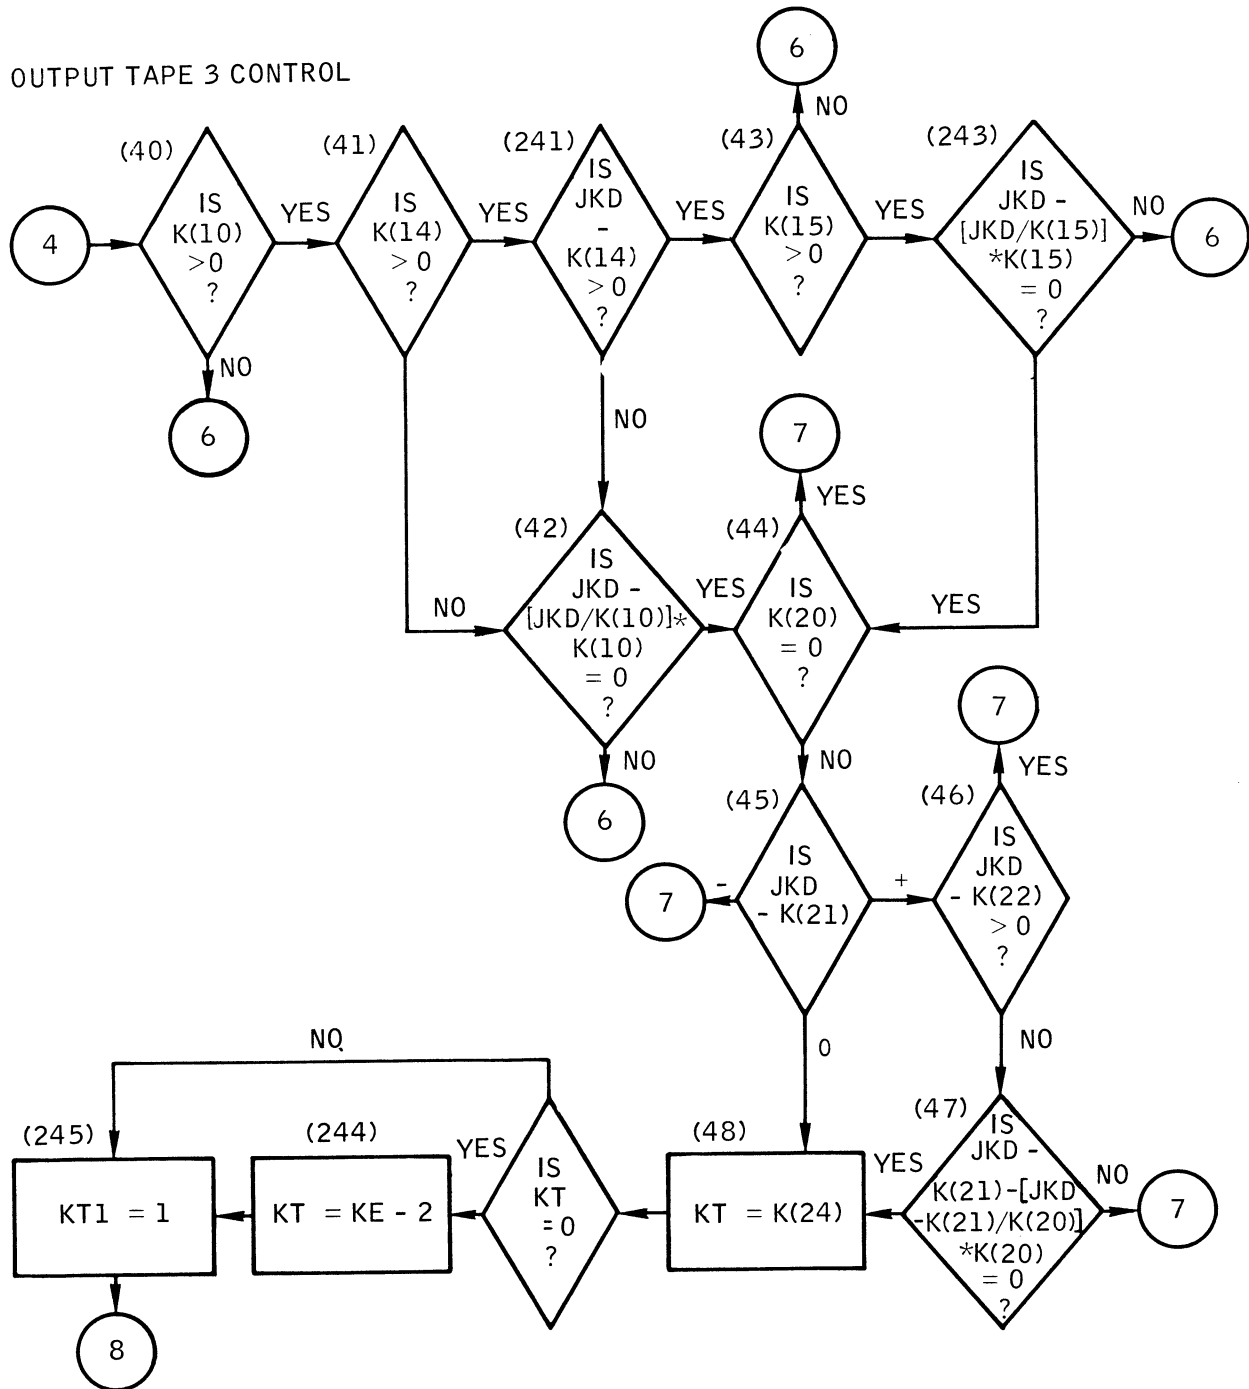 OUTPUT TAPE 3 CONTROL
6
NO
4
(40)
IS
K(10)
>0
?
YES
NO
6
(41)
IS
K(14)
>0
?
YES
NO
(241)
IS
JKD
-
K(14)
>0
?
YES
NO
(43)
IS
K(15)
>0
?
YES
(243)
IS
JKD -
[JKD/K(15)]
*K(15)
= 0
?
NO
6
YES
(42)
IS
JKD -
[JKD/K(10)]*
K(10)
= 0
?
YES
NO
6
7
YES
(44)
IS
K(20)
= 0
?
NO
(45)
IS
JKD
- K(21)
-
7
+
0
7
YES
(46)
IS
JKD
- K(22)
>0
?
NO
(47)
IS
JKD -
K(21)-[JKD
-K(21)/K(20)]
*K(20)
= 0
?
NO
7
YES
(48)
KT = K(24)
IS
KT
=0
?
YES
NO
(244)
KT = KE - 2
(245)
KT1 = 1
8